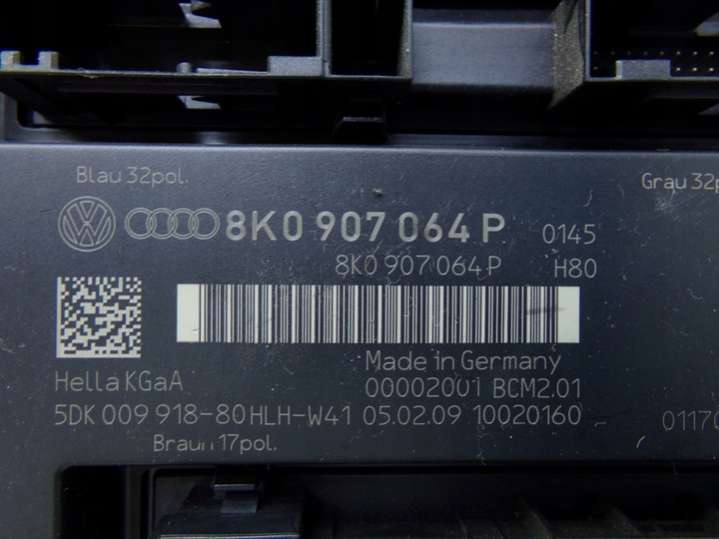 Blau 32pol.
Grau 32p
8K0 907 064 P 0145
8K0 907 064 P H80
Made in Germany
Hella KGaA 00002001 BCM2.01
5DK 009 918-80 HLH-W41 05.02.09 10020160 01170
Braun 17pol.